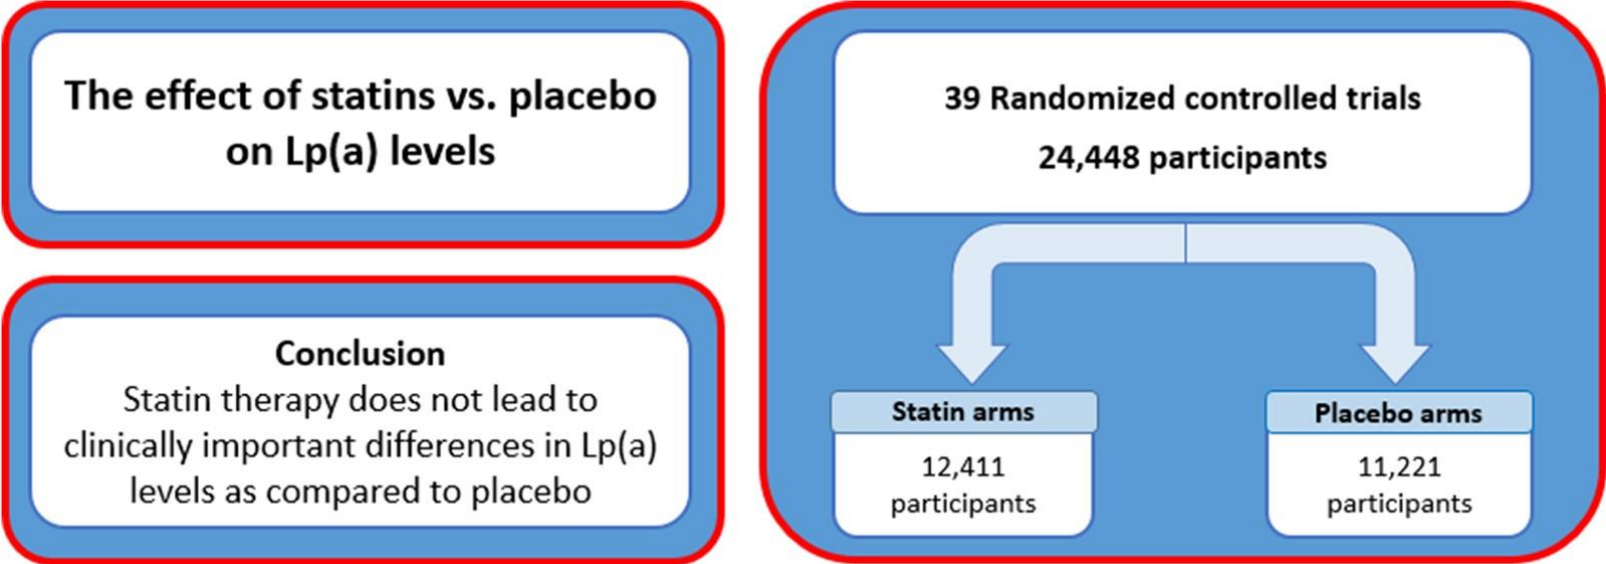 The effect of statins vs. placebo
on Lp(a) levels
Conclusion
Statin therapy does not lead to
clinically important differences in Lp(a)
levels as compared to placebo
39 Randomized controlled trials
24,448 participants
Statin arms
12,411
participants
Placebo arms
11,221
participants